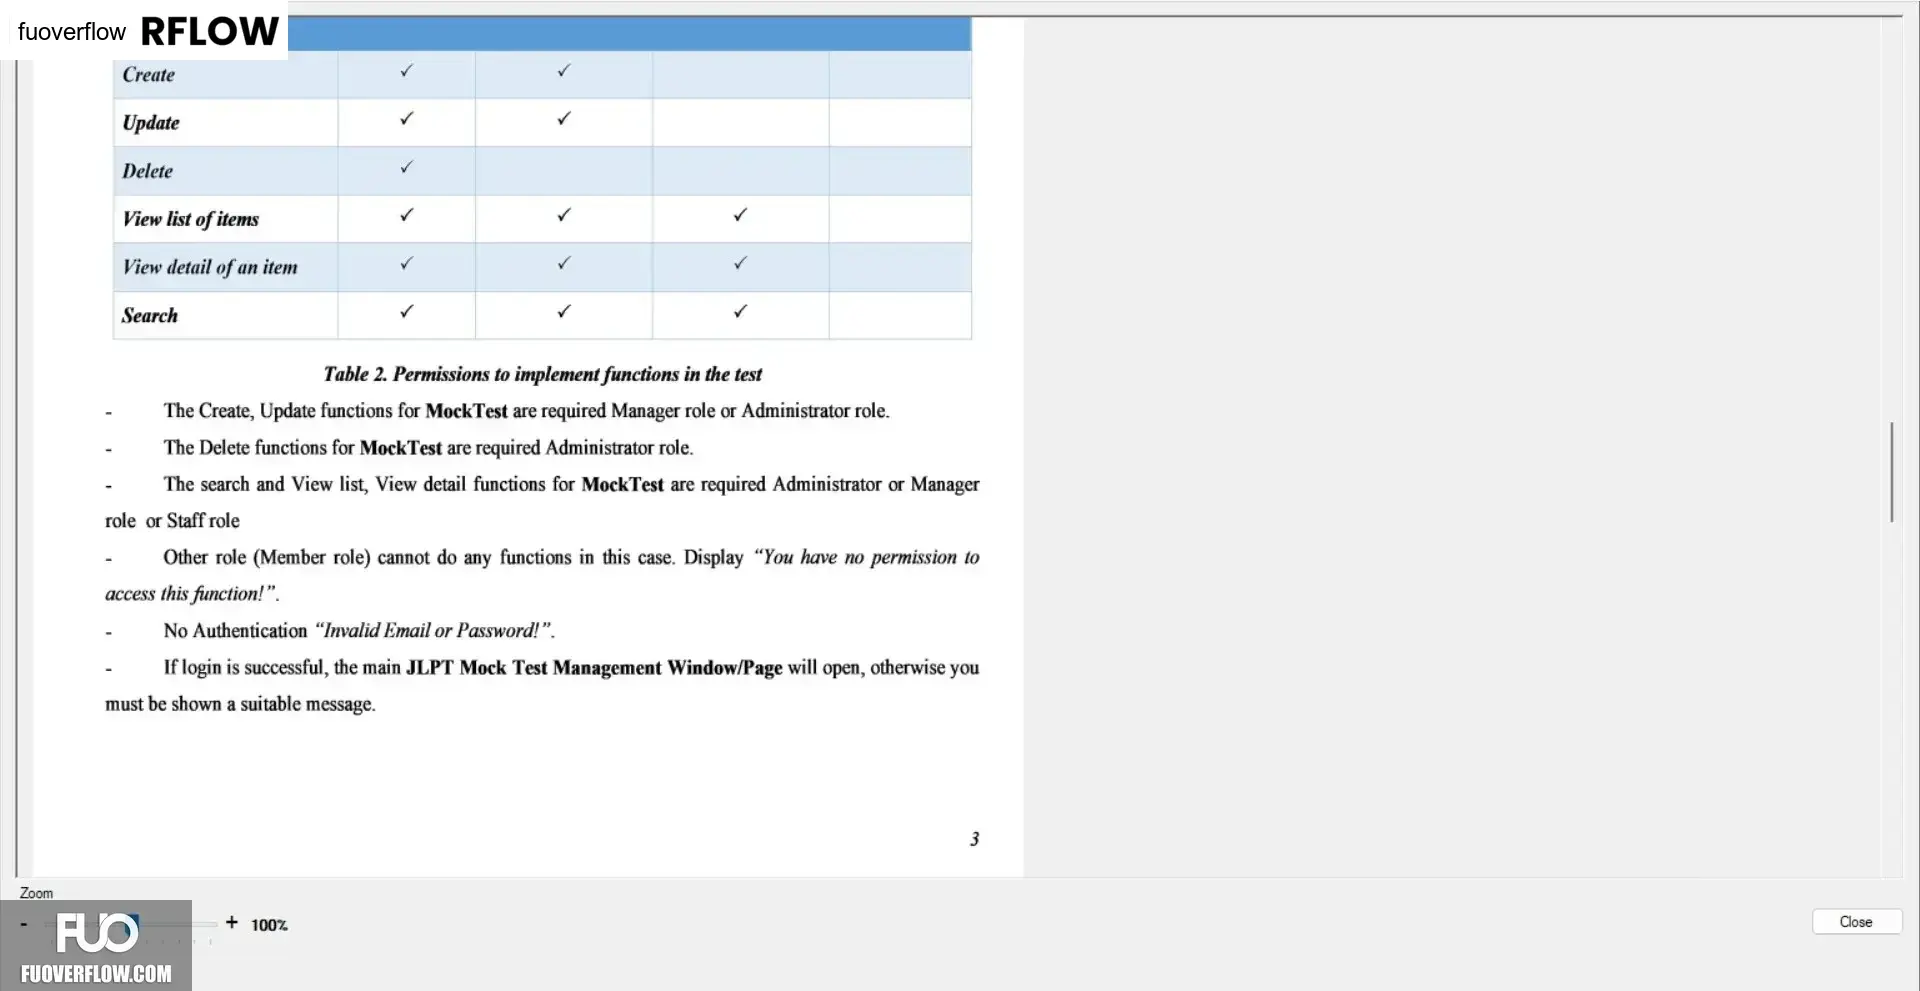 fuoverflow RFLOW
Create ✓ ✓
Update ✓ ✓
Delete ✓
View list of items ✓ ✓ ✓
View detail of an item ✓ ✓ ✓
Search ✓ ✓ ✓
Table 2. Permissions to implement functions in the test
- The Create, Update functions for MockTest are required Manager role or Administrator role.
- The Delete functions for MockTest are required Administrator role.
- The search and View list, View detail functions for MockTest are required Administrator or Manager
role or Staff role
- Other role (Member role) cannot do any functions in this case. Display “You have no permission to
access this function!”.
- No Authentication “Invalid Email or Password!”.
- If login is successful, the main JLPT Mock Test Management Window/Page will open, otherwise you
must be shown a suitable message.
3
Zoom
- + 100%
Close
FUO
FUOVERFLOW.COM